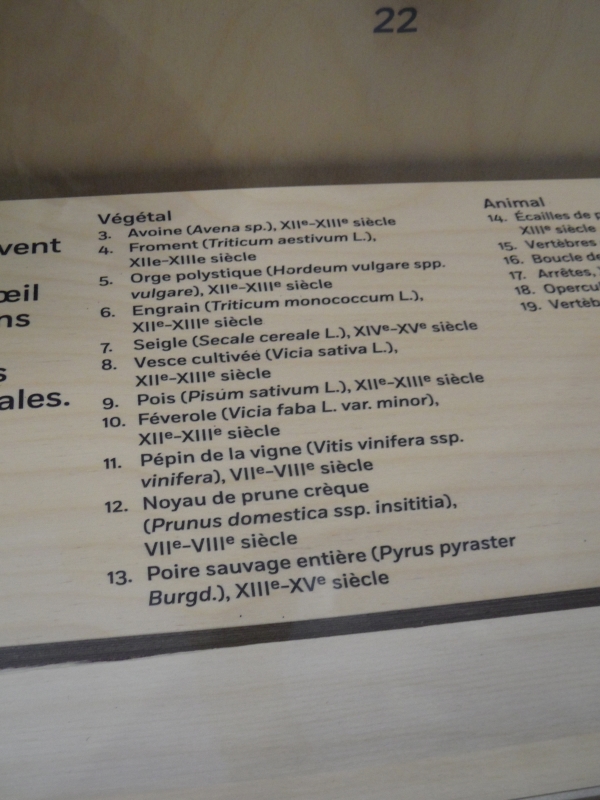 22
vent
œil
ns
s
ales.
Végétal
3. Avoine (Avena sp.), XIIe-XIIIe siècle
4. Froment (Triticum aestivum L.),
XIIe-XIIIe siècle
5. Orge polystique (Hordeum vulgare spp.
vulgare), XIIe-XIIIe siècle
6. Engrain (Triticum monococcum L.),
XIIe-XIIIe siècle
7. Seigle (Secale cereale L.), XIVe-XVe siècle
8. Vesce cultivée (Vicia sativa L.),
XIIe-XIIIe siècle
9. Pois (Pisum sativum L.), XIIe-XIIIe siècle
10. Féverole (Vicia faba L. var. minor),
XIIe-XIIIe siècle
11. Pépin de la vigne (Vitis vinifera ssp.
vinifera), VIIe-VIIIe siècle
12. Noyau de prune crèque
(Prunus domestica ssp. insititia),
VIIe-VIIIe siècle
13. Poire sauvage entière (Pyrus pyraster
Burgd.), XIIIe-XVe siècle
Animal
14. Écailles de p
XIIIe siècle
15. Vertèbres
16. Boucle de
17. Arrêtes,
18. Opercul
19. Vertèb